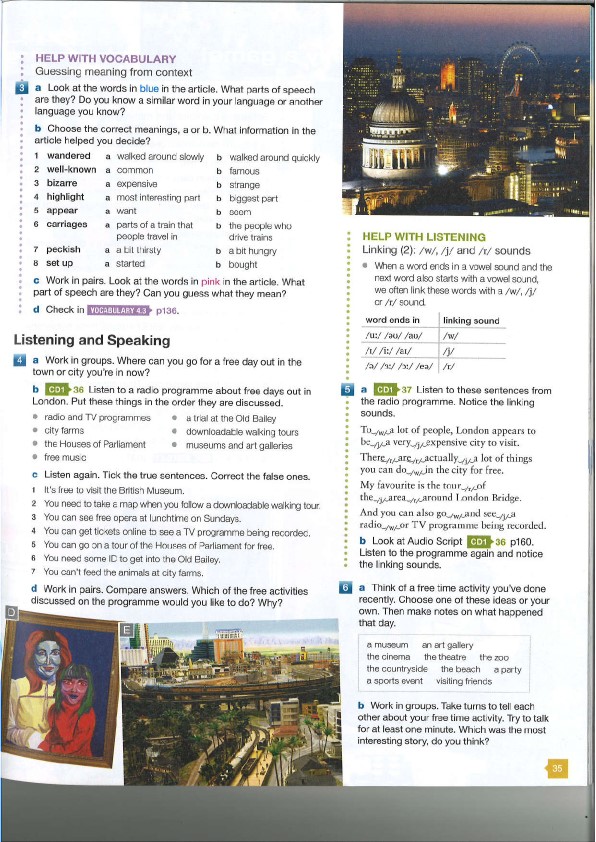 HELP WITH VOCABULARY
Guessing meaning from context
3 a Look at the words in blue in the article. What parts of speech
are they? Do you know a similar word in your language or another
language you know?
b Choose the correct meanings, a or b. What information in the
article helped you decide?
1 wandered a walked around slowly b walked around quickly
2 well-known a common b famous
3 bizarre a expensive b strange
4 highlight a most interesting part b biggest part
5 appear a want b seem
6 carriages a parts of a train that b the people who
people travel in drive trains
7 peckish a a bit thirsty b a bit hungry
8 set up a started b bought
c Work in pairs. Look at the words in pink in the article. What
part of speech are they? Can you guess what they mean?
d Check in VOCABULARY 4.3 p136.
Listening and Speaking
4 a Work in groups. Where can you go for a free day out in the
town or city you're in now?
b CD1 36 Listen to a radio programme about free days out in
London. Put these things in the order they are discussed.
radio and TV programmes a trial at the Old Bailey
city farms downloadable walking tours
the Houses of Parliament museums and art galleries
free music
c Listen again. Tick the true sentences. Correct the false ones.
1 It's free to visit the British Museum.
2 You need to take a map when you follow a downloadable walking tour.
3 You can see free opera at lunchtime on Sundays.
4 You can get tickets online to see a TV programme being recorded.
5 You can go on a tour of the Houses of Parliament for free.
6 You need some ID to get into the Old Bailey.
7 You can't feed the animals at city farms.
d Work in pairs. Compare answers. Which of the free activities
discussed on the programme would you like to do? Why?
D
E
HELP WITH LISTENING
Linking (2): /w/, /j/ and /r/ sounds
When a word ends in a vowel sound and the
next word also starts with a vowel sound,
we often link these words with a /w/, /j/
or /r/ sound.
word ends in linking sound
/uː/ /əʊ/ /aʊ/ /w/
/ɪ/ /iː/ /eɪ/ /j/
/ə/ /ɜː/ /ɔː/ /eə/ /r/
5 a CD1 37 Listen to these sentences from
the radio programme. Notice the linking
sounds.
To_/w/_a lot of people, London appears to
be_/j/_a very_/j/_expensive city to visit.
There_/r/_are_/r/_actually_/j/_a lot of things
you can do_/w/_in the city for free.
My favourite is the tour_/r/_of
the_/j/_area_/r/_around London Bridge.
And you can also go_/w/_and see_/j/_a
radio_/w/_or TV programme being recorded.
b Look at Audio Script CD1 36 p160.
Listen to the programme again and notice
the linking sounds.
6 a Think of a free time activity you've done
recently. Choose one of these ideas or your
own. Then make notes on what happened
that day.
a museum an art gallery
the cinema the theatre the zoo
the countryside the beach a party
a sports event visiting friends
b Work in groups. Take turns to tell each
other about your free time activity. Try to talk
for at least one minute. Which was the most
interesting story, do you think?
35